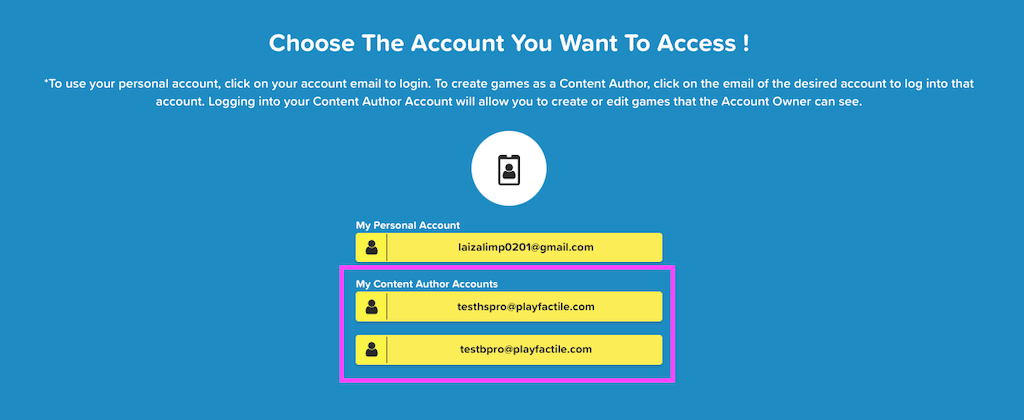 Choose The Account You Want To Access !
*To use your personal account, click on your account email to login. To create games as a Content Author, click on the email of the desired account to log into that
account. Logging into your Content Author Account will allow you to create or edit games that the Account Owner can see.
My Personal Account
laizalimp0201@gmail.com
My Content Author Accounts
testhspro@playfactile.com
testbpro@playfactile.com